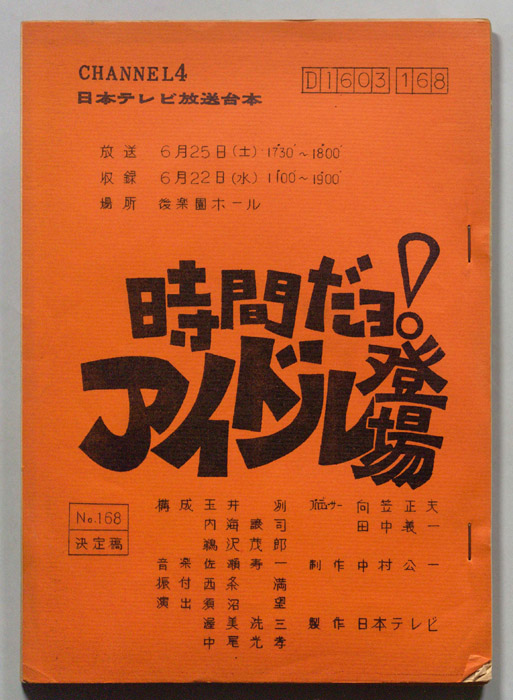 CHANNEL4
D1603 168
日本テレビ放送台本
放送 6月25日(土) 17°30′~18°00′
収録 6月22日(水) 11°00~19°00′
場所 後楽園ホール
時間だョ!
アイドル登場
構成 玉井 冽 プロデューサー 向笠正夫
内海譲司 田中義一
鵜沢茂郎
No.168
決定稿
音楽 佐瀬寿一 制作 中村公一
振付 西条 満
演出 須沼 望
渥美洸三 製作 日本テレビ
中尾光孝